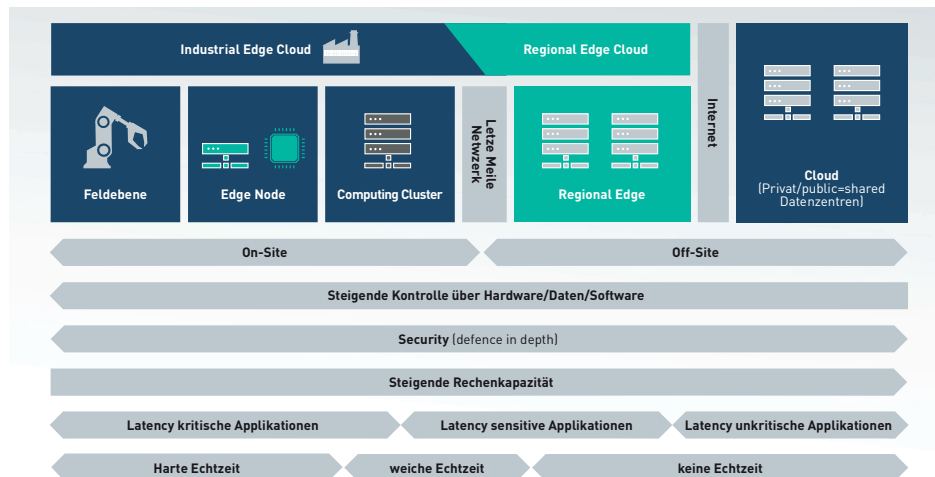 Industrial Edge Cloud
Regional Edge Cloud
Feldebene
Edge Node
Computing Cluster
Letze Meile
Netwzerk
Regional Edge
Internet
Cloud
(Privat/public=shared
Datenzentren)
On-Site
Off-Site
Steigende Kontrolle über Hardware/Daten/Software
Security (defence in depth)
Steigende Rechenkapazität
Latency kritische Applikationen
Latency sensitive Applikationen
Latency unkritische Applikationen
Harte Echtzeit
weiche Echtzeit
keine Echtzeit